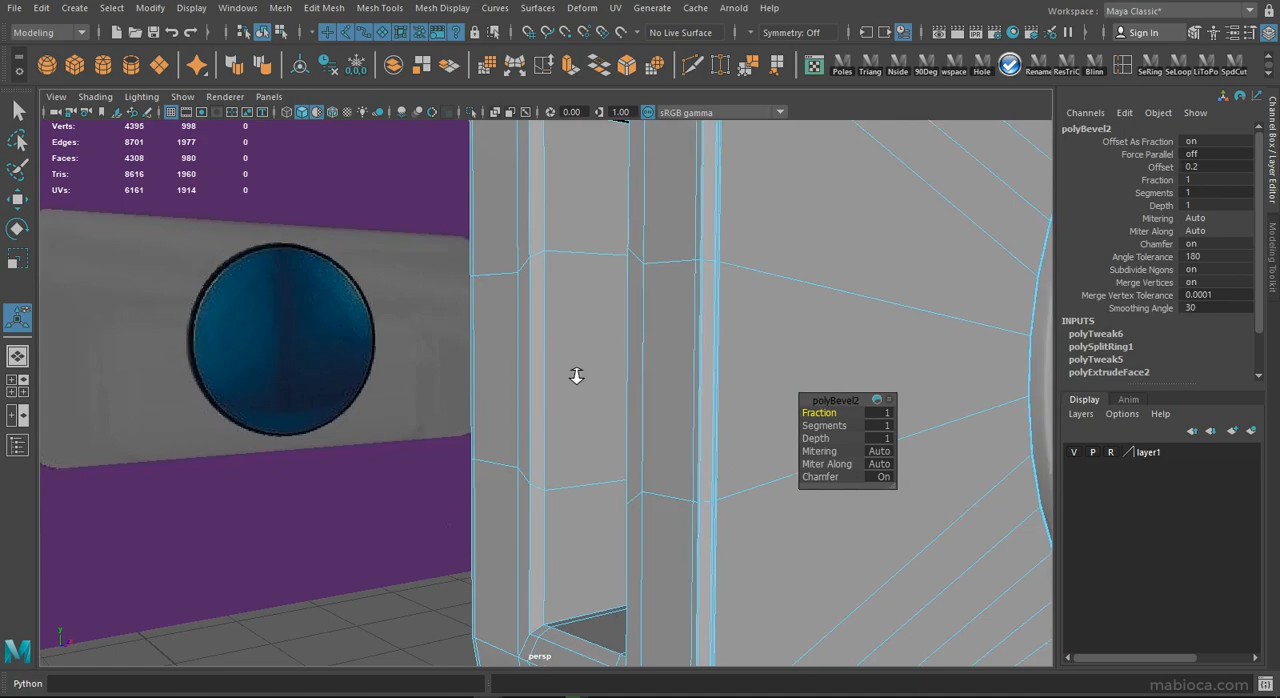 File Edit Create Select Modify Display Windows Mesh Edit Mesh Mesh Tools Mesh Display Curves Surfaces Deform UV Generate Cache Arnold Help
Workspace : Maya Classic*
Modeling
No Live Surface
Symmetry: Off
Sign In
Poles Triang Nside 90Deg wspace Hole Renam ResTriC Blinn SeRing SeLoop LiToPo SpdCut
View Shading Lighting Show Renderer Panels
0.00 1.00 sRGB gamma
Verts: 4395 998 0
Edges: 8701 1977 0
Faces: 4308 980 0
Tris: 8616 1960 0
UVs: 6161 1914 0
polyBevel2
Fraction 1
Segments 1
Depth 1
Mitering Auto
Miter Along Auto
Chamfer On
persp
Channels Edit Object Show
polyBevel2
Offset As Fraction on
Force Parallel off
Offset 0.2
Fraction 1
Segments 1
Depth 1
Mitering Auto
Miter Along Auto
Chamfer on
Angle Tolerance 180
Subdivide Ngons on
Merge Vertices on
Merge Vertex Tolerance 0.0001
Smoothing Angle 30
INPUTS
polyTweak6
polySplitRing1
polyTweak5
polyExtrudeFace2
Display Anim
Layers Options Help
V P R layer1
Channel Box / Layer Editor
Modeling Toolkit
Python
mabioca.com